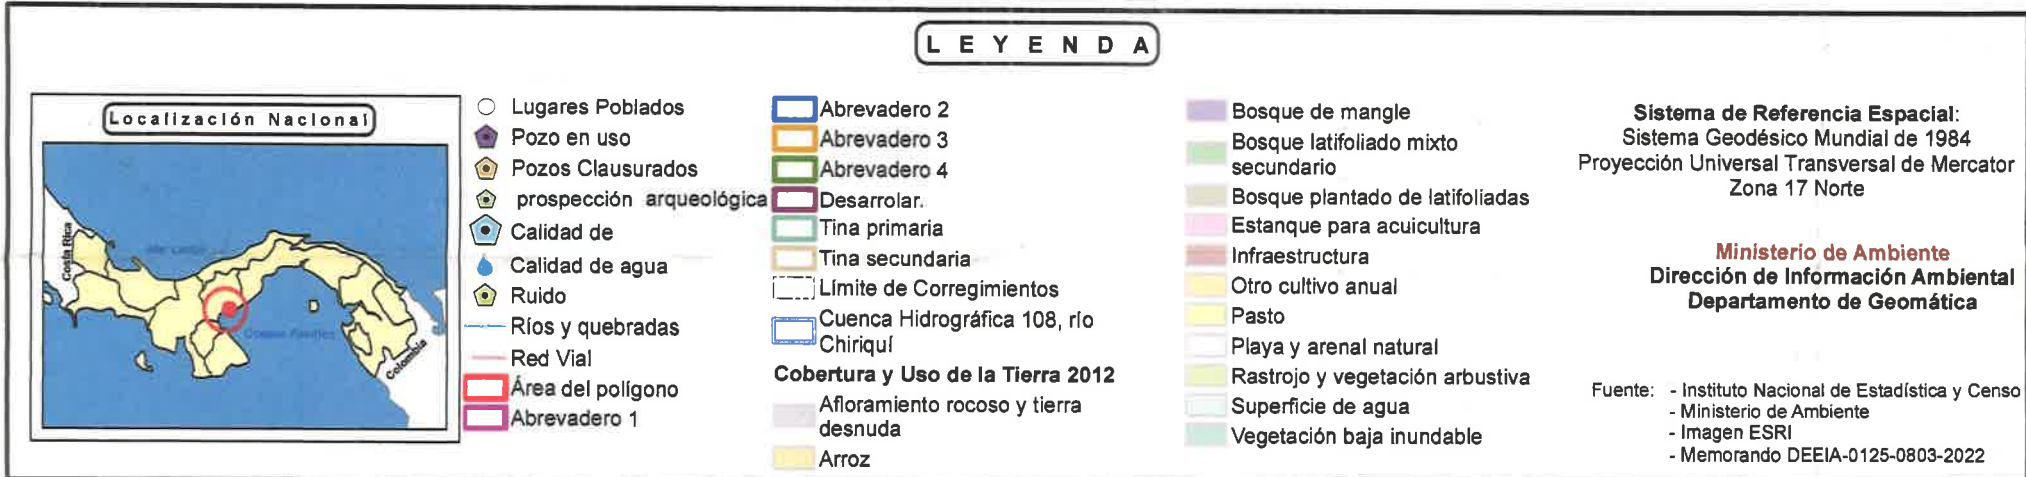 L E Y E N D A
Localización Nacional
Costa Rica
Mar Caribe
Océano Pacífico
Colombia
Lugares Poblados
Pozo en uso
Pozos Clausurados
prospección arqueológica
Calidad de
Calidad de agua
Ruido
Ríos y quebradas
Red Vial
Área del polígono
Abrevadero 1
Abrevadero 2
Abrevadero 3
Abrevadero 4
Desarrolar.
Tina primaria
Tina secundaria
Límite de Corregimientos
Cuenca Hidrográfica 108, río
Chiriquí
Cobertura y Uso de la Tierra 2012
Afloramiento rocoso y tierra
desnuda
Arroz
Bosque de mangle
Bosque latifoliado mixto
secundario
Bosque plantado de latifoliadas
Estanque para acuicultura
Infraestructura
Otro cultivo anual
Pasto
Playa y arenal natural
Rastrojo y vegetación arbustiva
Superficie de agua
Vegetación baja inundable
Sistema de Referencia Espacial:
Sistema Geodésico Mundial de 1984
Proyección Universal Transversal de Mercator
Zona 17 Norte
Ministerio de Ambiente
Dirección de Información Ambiental
Departamento de Geomática
Fuente: - Instituto Nacional de Estadística y Censo
- Ministerio de Ambiente
- Imagen ESRI
- Memorando DEEIA-0125-0803-2022